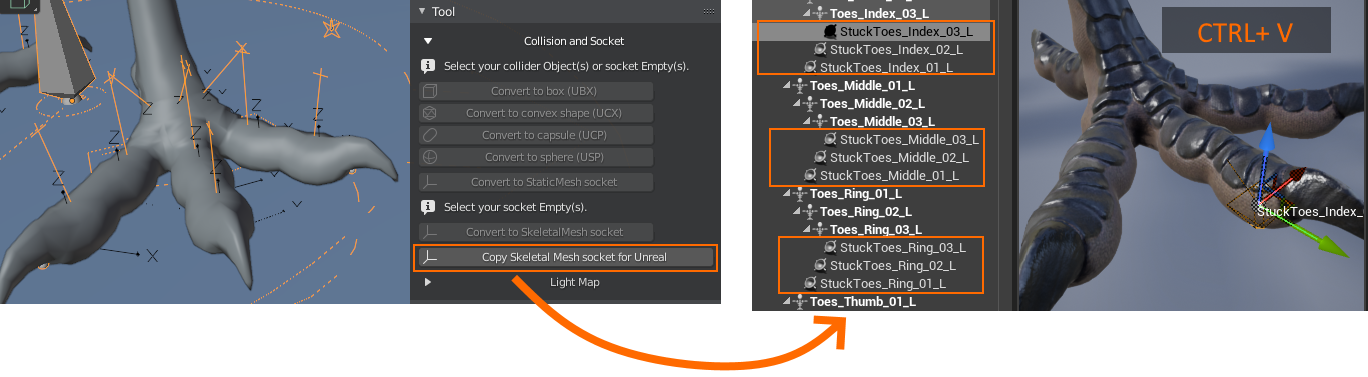 Tool
Collision and Socket
Select your collider Object(s) or socket Empty(s).
Convert to box (UBX)
Convert to convex shape (UCX)
Convert to capsule (UCP)
Convert to sphere (USP)
Convert to StaticMesh socket
Select your socket Empty(s).
Convert to SkeletalMesh socket
Copy Skeletal Mesh socket for Unreal
Light Map
Z
Z
Z
Z
X
Toes_Index_03_L
StuckToes_Index_03_L
StuckToes_Index_02_L
StuckToes_Index_01_L
Toes_Middle_01_L
Toes_Middle_02_L
Toes_Middle_03_L
StuckToes_Middle_03_L
StuckToes_Middle_02_L
StuckToes_Middle_01_L
Toes_Ring_01_L
Toes_Ring_02_L
Toes_Ring_03_L
StuckToes_Ring_03_L
StuckToes_Ring_02_L
StuckToes_Ring_01_L
Toes_Thumb_01_L
CTRL+ V
StuckToes_Index_